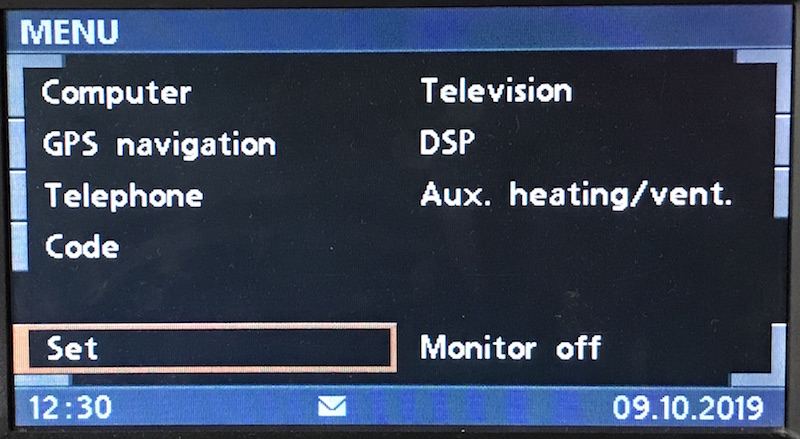 MENU
Computer
Television
GPS navigation
DSP
Telephone
Aux. heating/vent.
Code
Set
Monitor off
12:30
09.10.2019